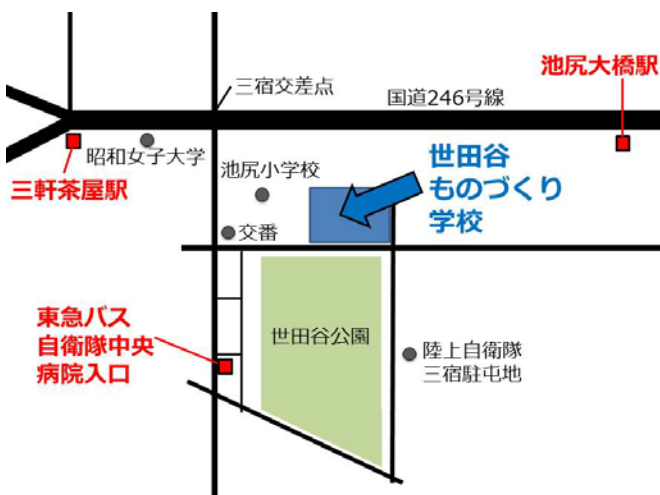 三宿交差点
国道246号線
池尻大橋駅
昭和女子大学
三軒茶屋駅
池尻小学校
世田谷
ものづくり
学校
交番
東急バス
自衛隊中央
病院入口
世田谷公園
陸上自衛隊
三宿駐屯地